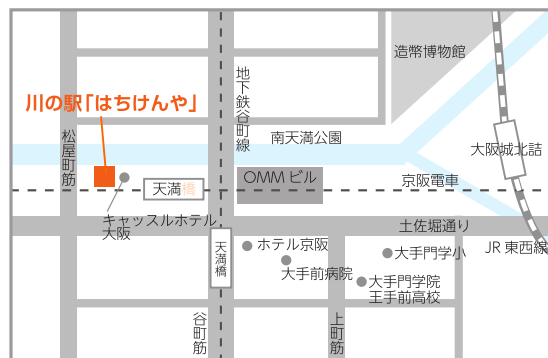 造幣博物館
地下鉄谷町線
川の駅「はちけんや」
松屋町筋
南天満公園
大阪城北詰
OMMビル
京阪電車
天満橋
キャッスルホテル
大阪
土佐堀通り
天満橋
ホテル京阪
大手門学小
JR東西線
大手前病院
大手門学院
王手前高校
谷町筋
上町筋